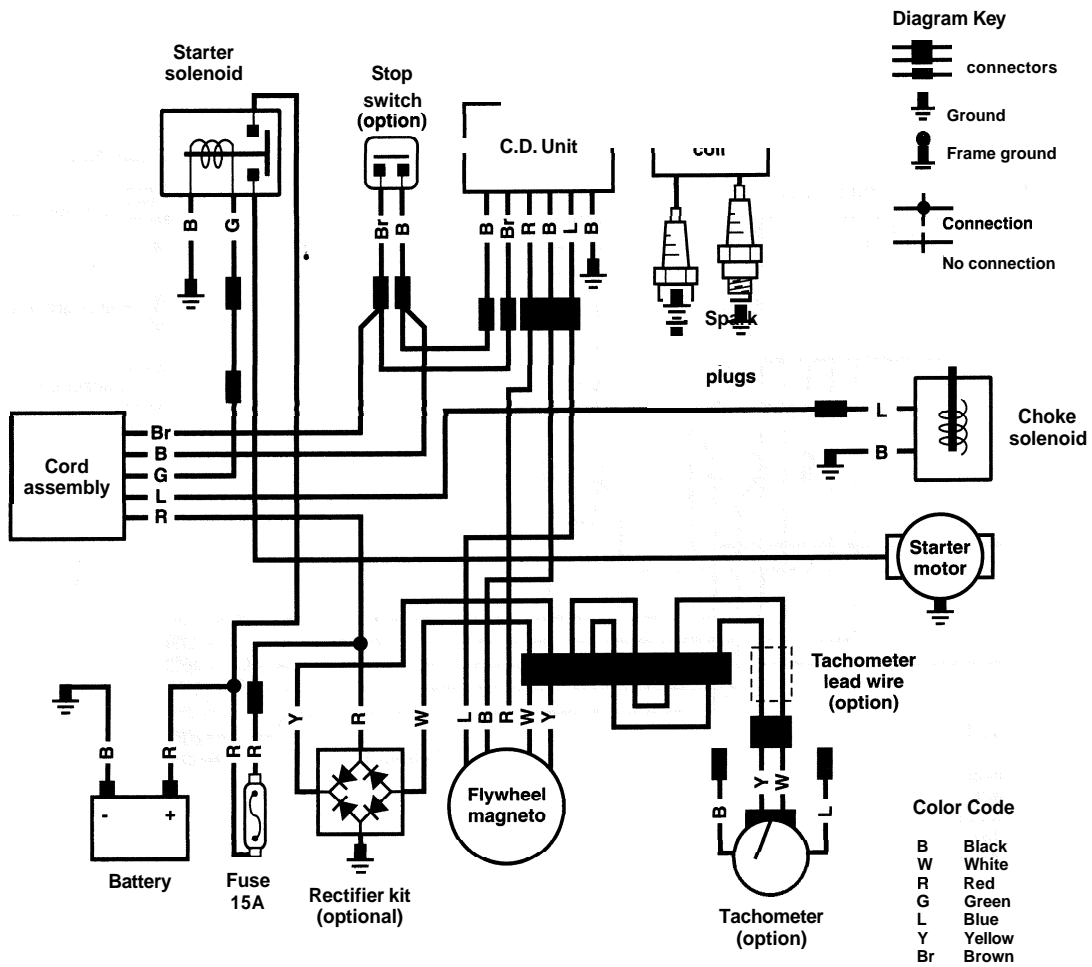 Diagram Key
connectors
Ground
Frame ground
Connection
No connection
Starter
solenoid
Stop
switch
(option)
C.D. Unit
coil
B
G
Br
B
B
Br
R
B
L
B
Spark
plugs
L
B
Choke
solenoid
Cord
assembly
Br
B
G
L
R
Starter
motor
Tachometer
lead wire
(option)
Y
R
W
L
B
R
W
Y
B
R
R
R
Y
W
B
L
-
+
Battery
Fuse
15A
Rectifier kit
(optional)
Flywheel
magneto
Tachometer
(option)
Color Code
B Black
W White
R Red
G Green
L Blue
Y Yellow
Br Brown